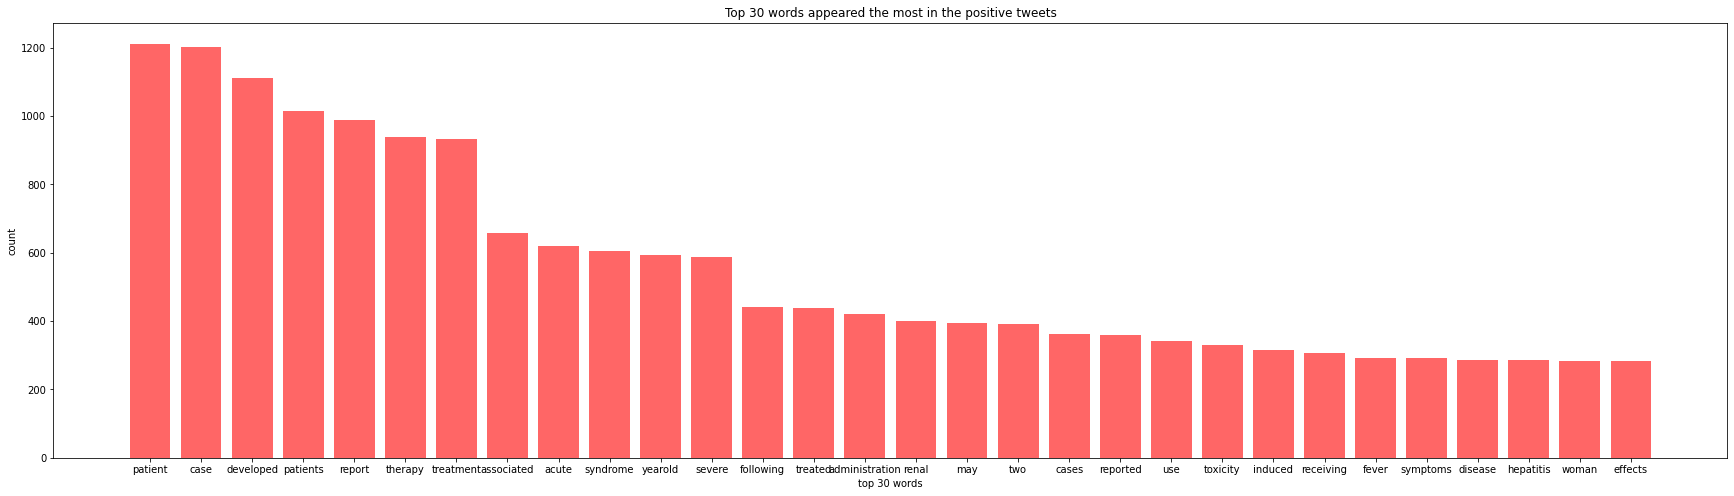 Top 30 words appeared the most in the positive tweets
1200
1000
800
600
400
200
0
count
patient case developed patients report therapy treatment associated acute syndrome yearold severe following treated administration renal may two cases reported use toxicity induced receiving fever symptoms disease hepatitis woman effects
top 30 words